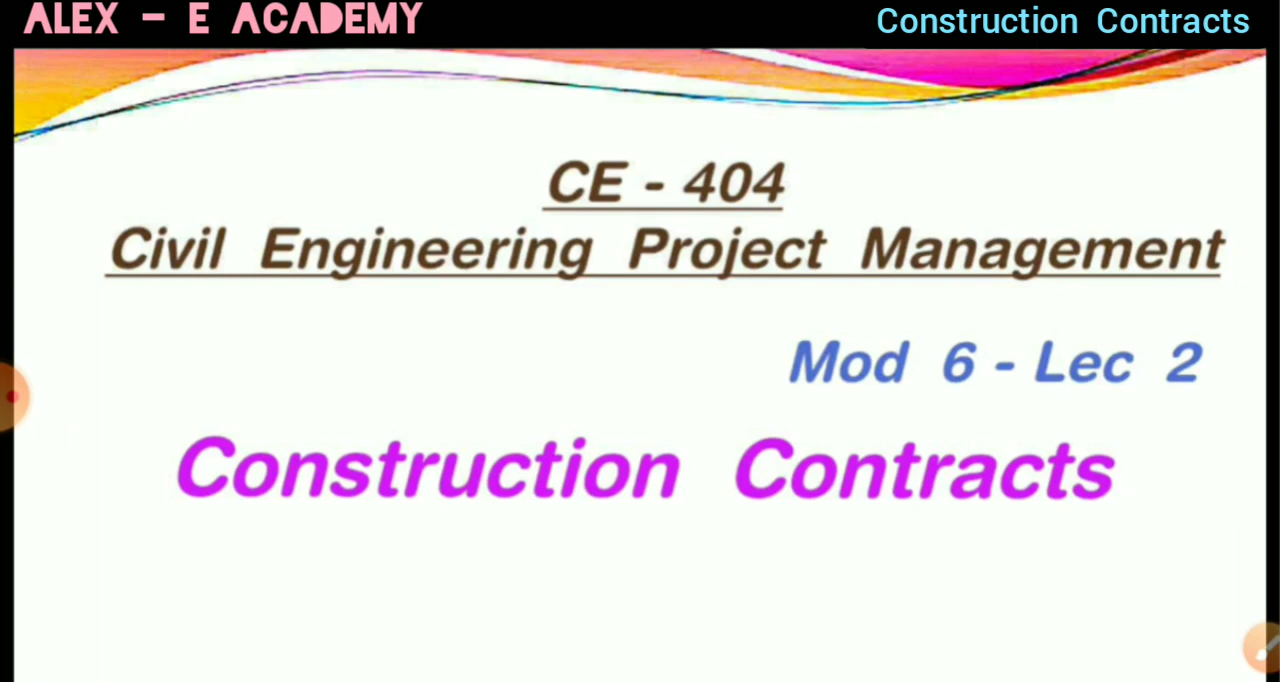 ALEX - E ACADEMY
Construction Contracts
CE - 404
Civil Engineering Project Management
Mod 6 - Lec 2
Construction Contracts